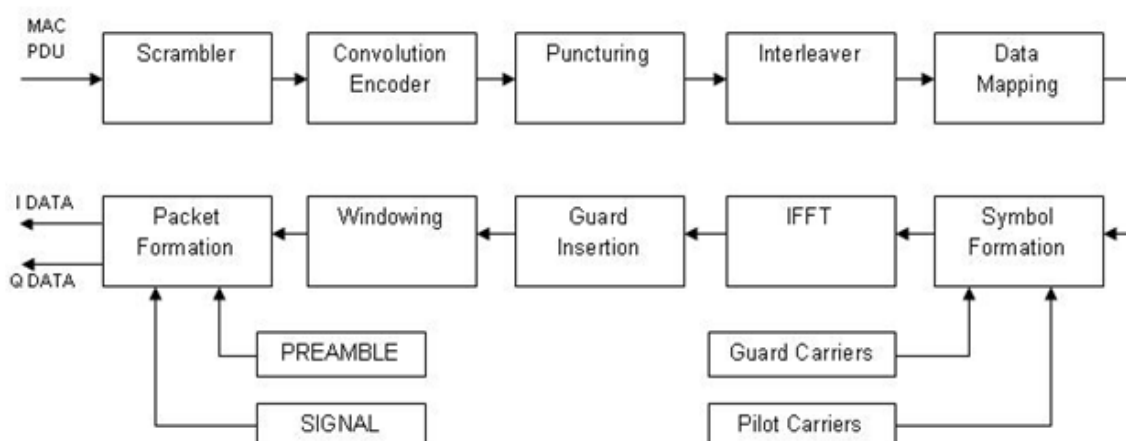 MAC
PDU
Scrambler
Convolution
Encoder
Puncturing
Interleaver
Data
Mapping
I DATA
Q DATA
Packet
Formation
Windowing
Guard
Insertion
IFFT
Symbol
Formation
PREAMBLE
Guard Carriers
SIGNAL
Pilot Carriers